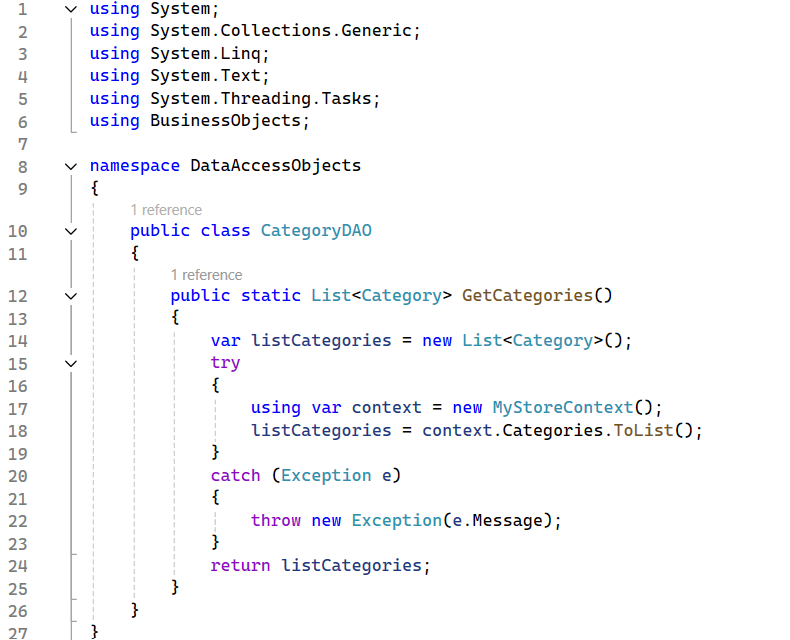 1 using System;
2 using System.Collections.Generic;
3 using System.Linq;
4 using System.Text;
5 using System.Threading.Tasks;
6 using BusinessObjects;
7
8 namespace DataAccessObjects
9 {
1 reference
10 public class CategoryDAO
11 {
1 reference
12 public static List<Category> GetCategories()
13 {
14 var listCategories = new List<Category>();
15 try
16 {
17 using var context = new MyStoreContext();
18 listCategories = context.Categories.ToList();
19 }
20 catch (Exception e)
21 {
22 throw new Exception(e.Message);
23 }
24 return listCategories;
25 }
26 }
27 }